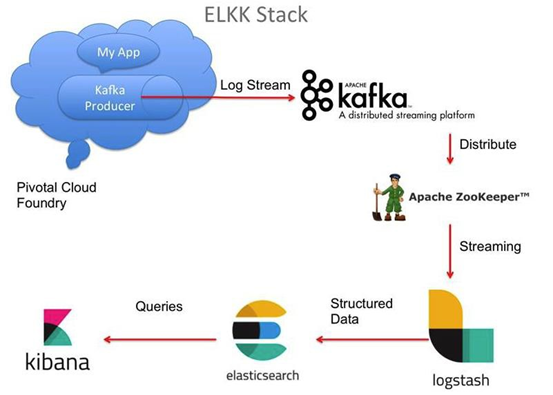 ELKK Stack
My App
Kafka
Producer
Log Stream
APACHE
kafka™
A distributed streaming platform
Pivotal Cloud
Foundry
Distribute
Apache ZooKeeper™
Streaming
Queries
Structured
Data
kibana
elasticsearch
logstash